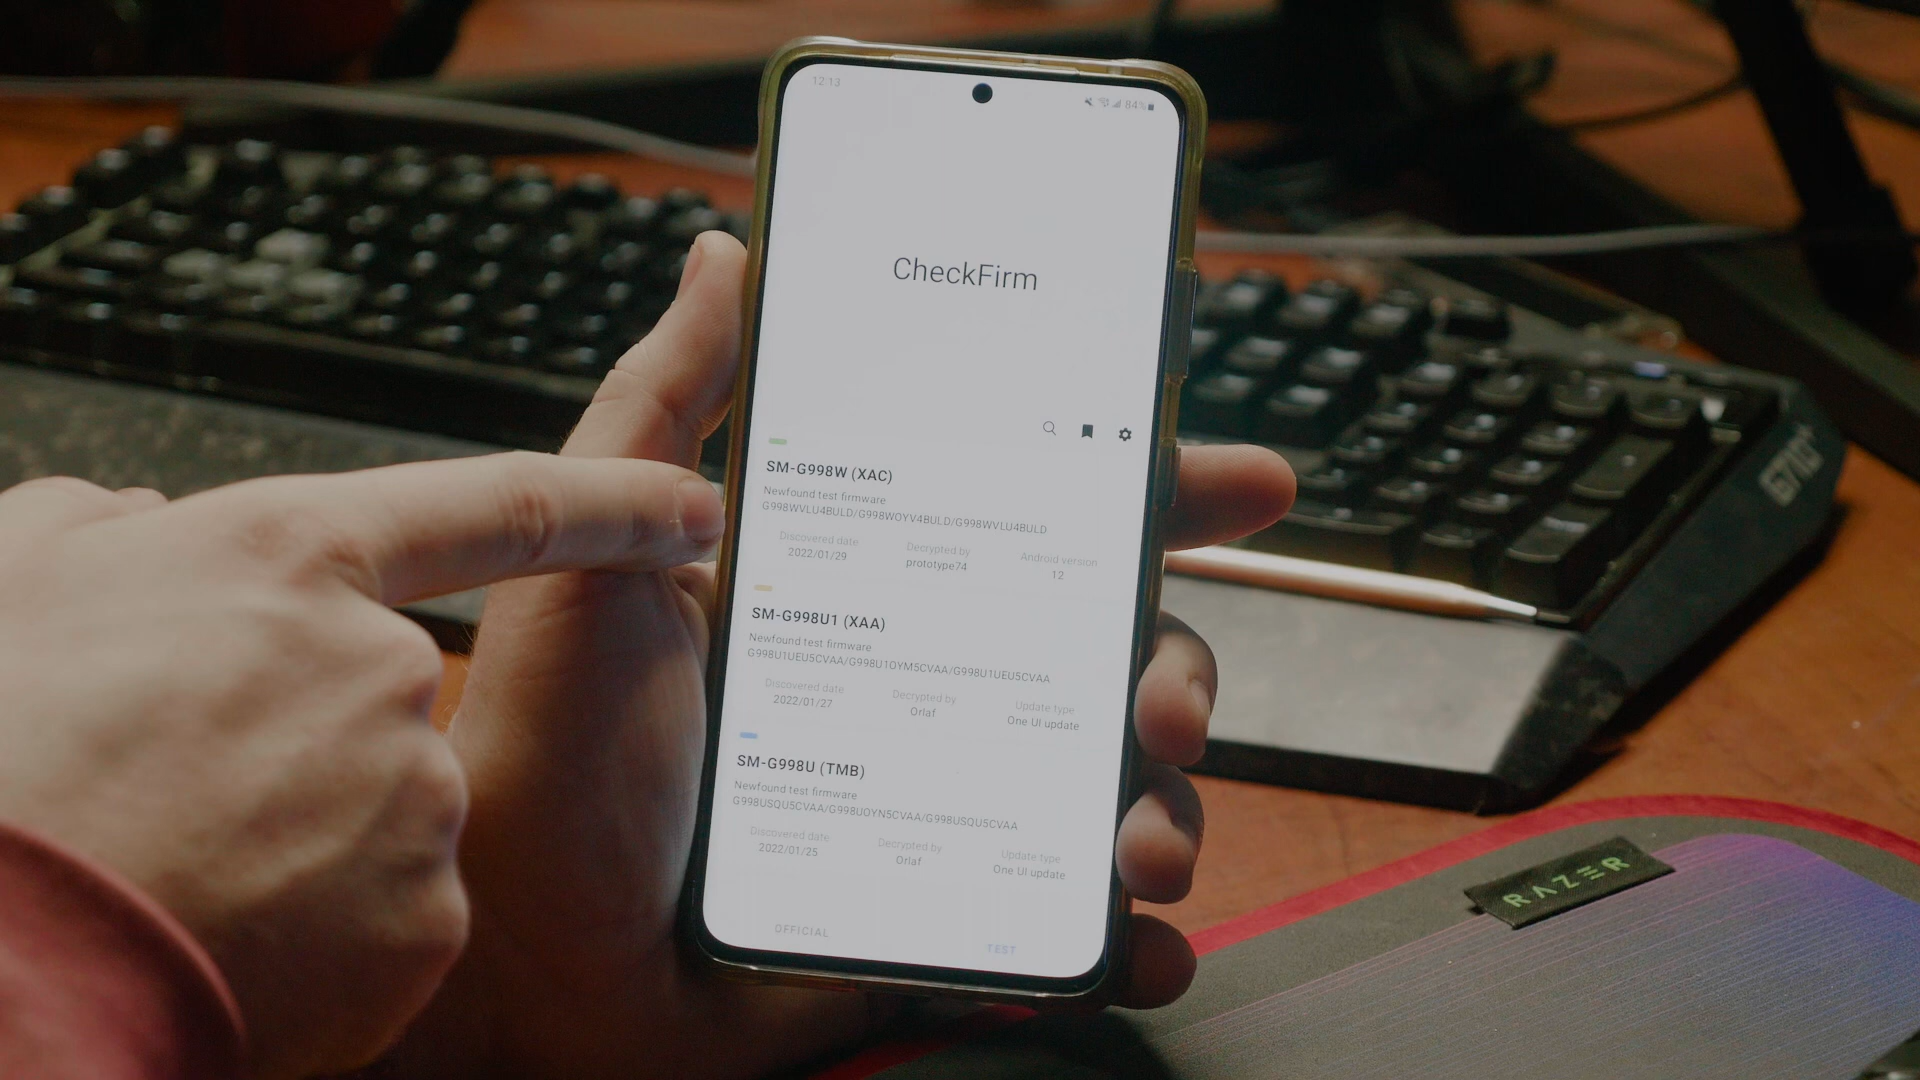 12:13
84%
CheckFirm
SM-G998W (XAC)
Newfound test firmware
G998WVLU4BULD/G998WOYV4BULD/G998WVLU4BULD
Discovered date
2022/01/29
Decrypted by
prototype74
Android version
12
SM-G998U1 (XAA)
Newfound test firmware
G998U1UEU5CVAA/G998U1OYM5CVAA/G998U1UEU5CVAA
Discovered date
2022/01/27
Decrypted by
Orlaf
Update type
One UI update
SM-G998U (TMB)
Newfound test firmware
G998USQU5CVAA/G998UOYN5CVAA/G998USQU5CVAA
Discovered date
2022/01/25
Decrypted by
Orlaf
Update type
One UI update
OFFICIAL
TEST
G710+
RAZER